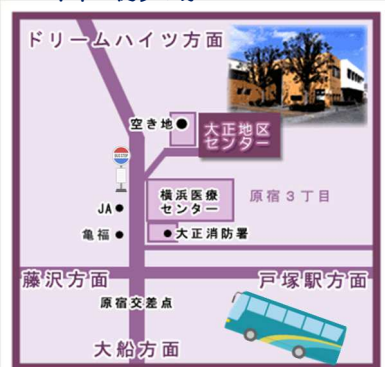 ドリームハイツ方面
空き地
大正地区
センター
横浜医療
センター
原宿３丁目
JA
亀福
大正消防署
藤沢方面
戸塚駅方面
原宿交差点
大船方面